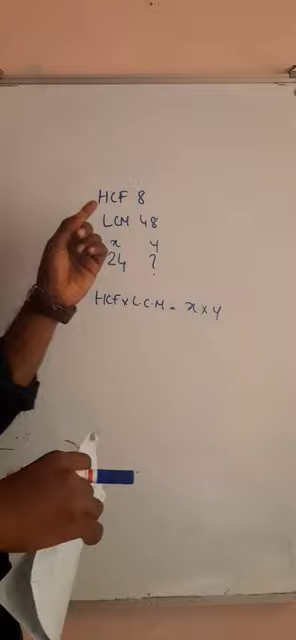 HCF 8
LCM 48
x y
24 ?
HCF x L.C.M = x x y